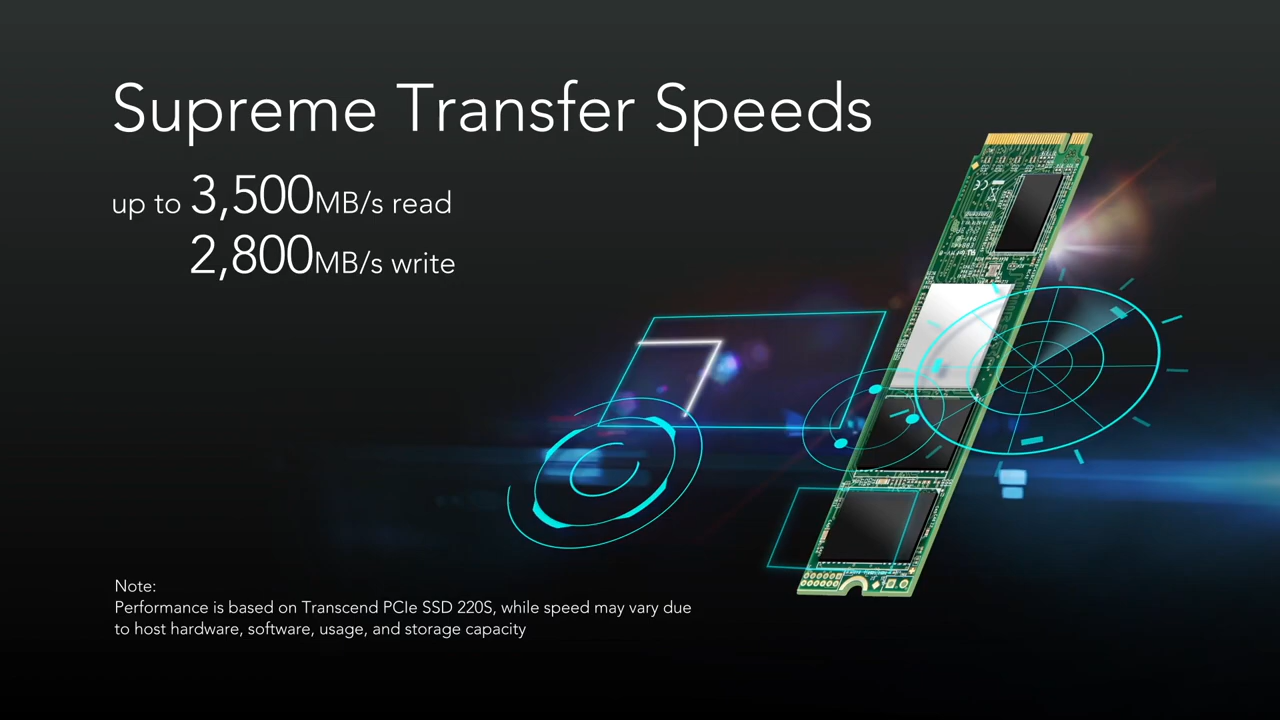 Supreme Transfer Speeds
up to 3,500MB/s read
2,800MB/s write
Note:
Performance is based on Transcend PCIe SSD 220S, while speed may vary due
to host hardware, software, usage, and storage capacity